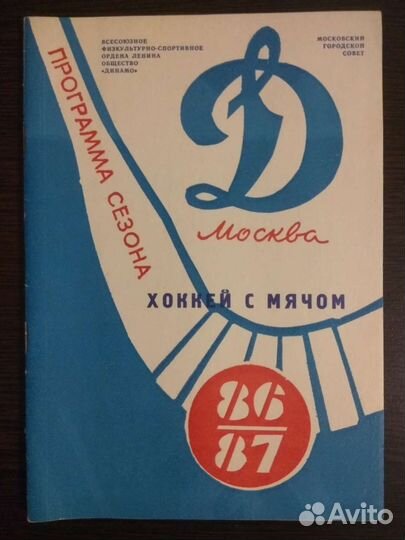 ВСЕСОЮЗНОЕ
ФИЗКУЛЬТУРНО-СПОРТИВНОЕ
ОРДЕНА ЛЕНИНА
ОБЩЕСТВО
«ДИНАМО»
МОСКОВСКИЙ
ГОРОДСКОЙ
СОВЕТ
ПРОГРАММА СЕЗОНА
Д
Москва
ХОККЕЙ С МЯЧОМ
86
87
Avito